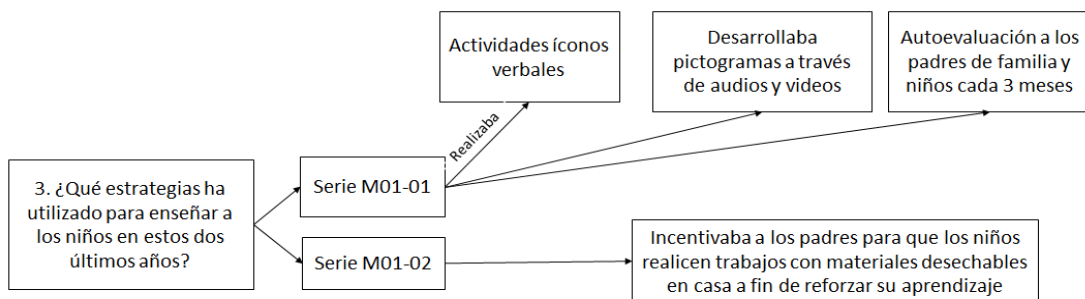 Actividades íconos
verbales
Desarrollaba
pictogramas a través
de audios y videos
Autoevaluación a los
padres de familia y
niños cada 3 meses
Realizaba
3. ¿Qué estrategias ha
utilizado para enseñar a
los niños en estos dos
últimos años?
Serie M01-01
Serie M01-02
Incentivaba a los padres para que los niños
realicen trabajos con materiales desechables
en casa a fin de reforzar su aprendizaje